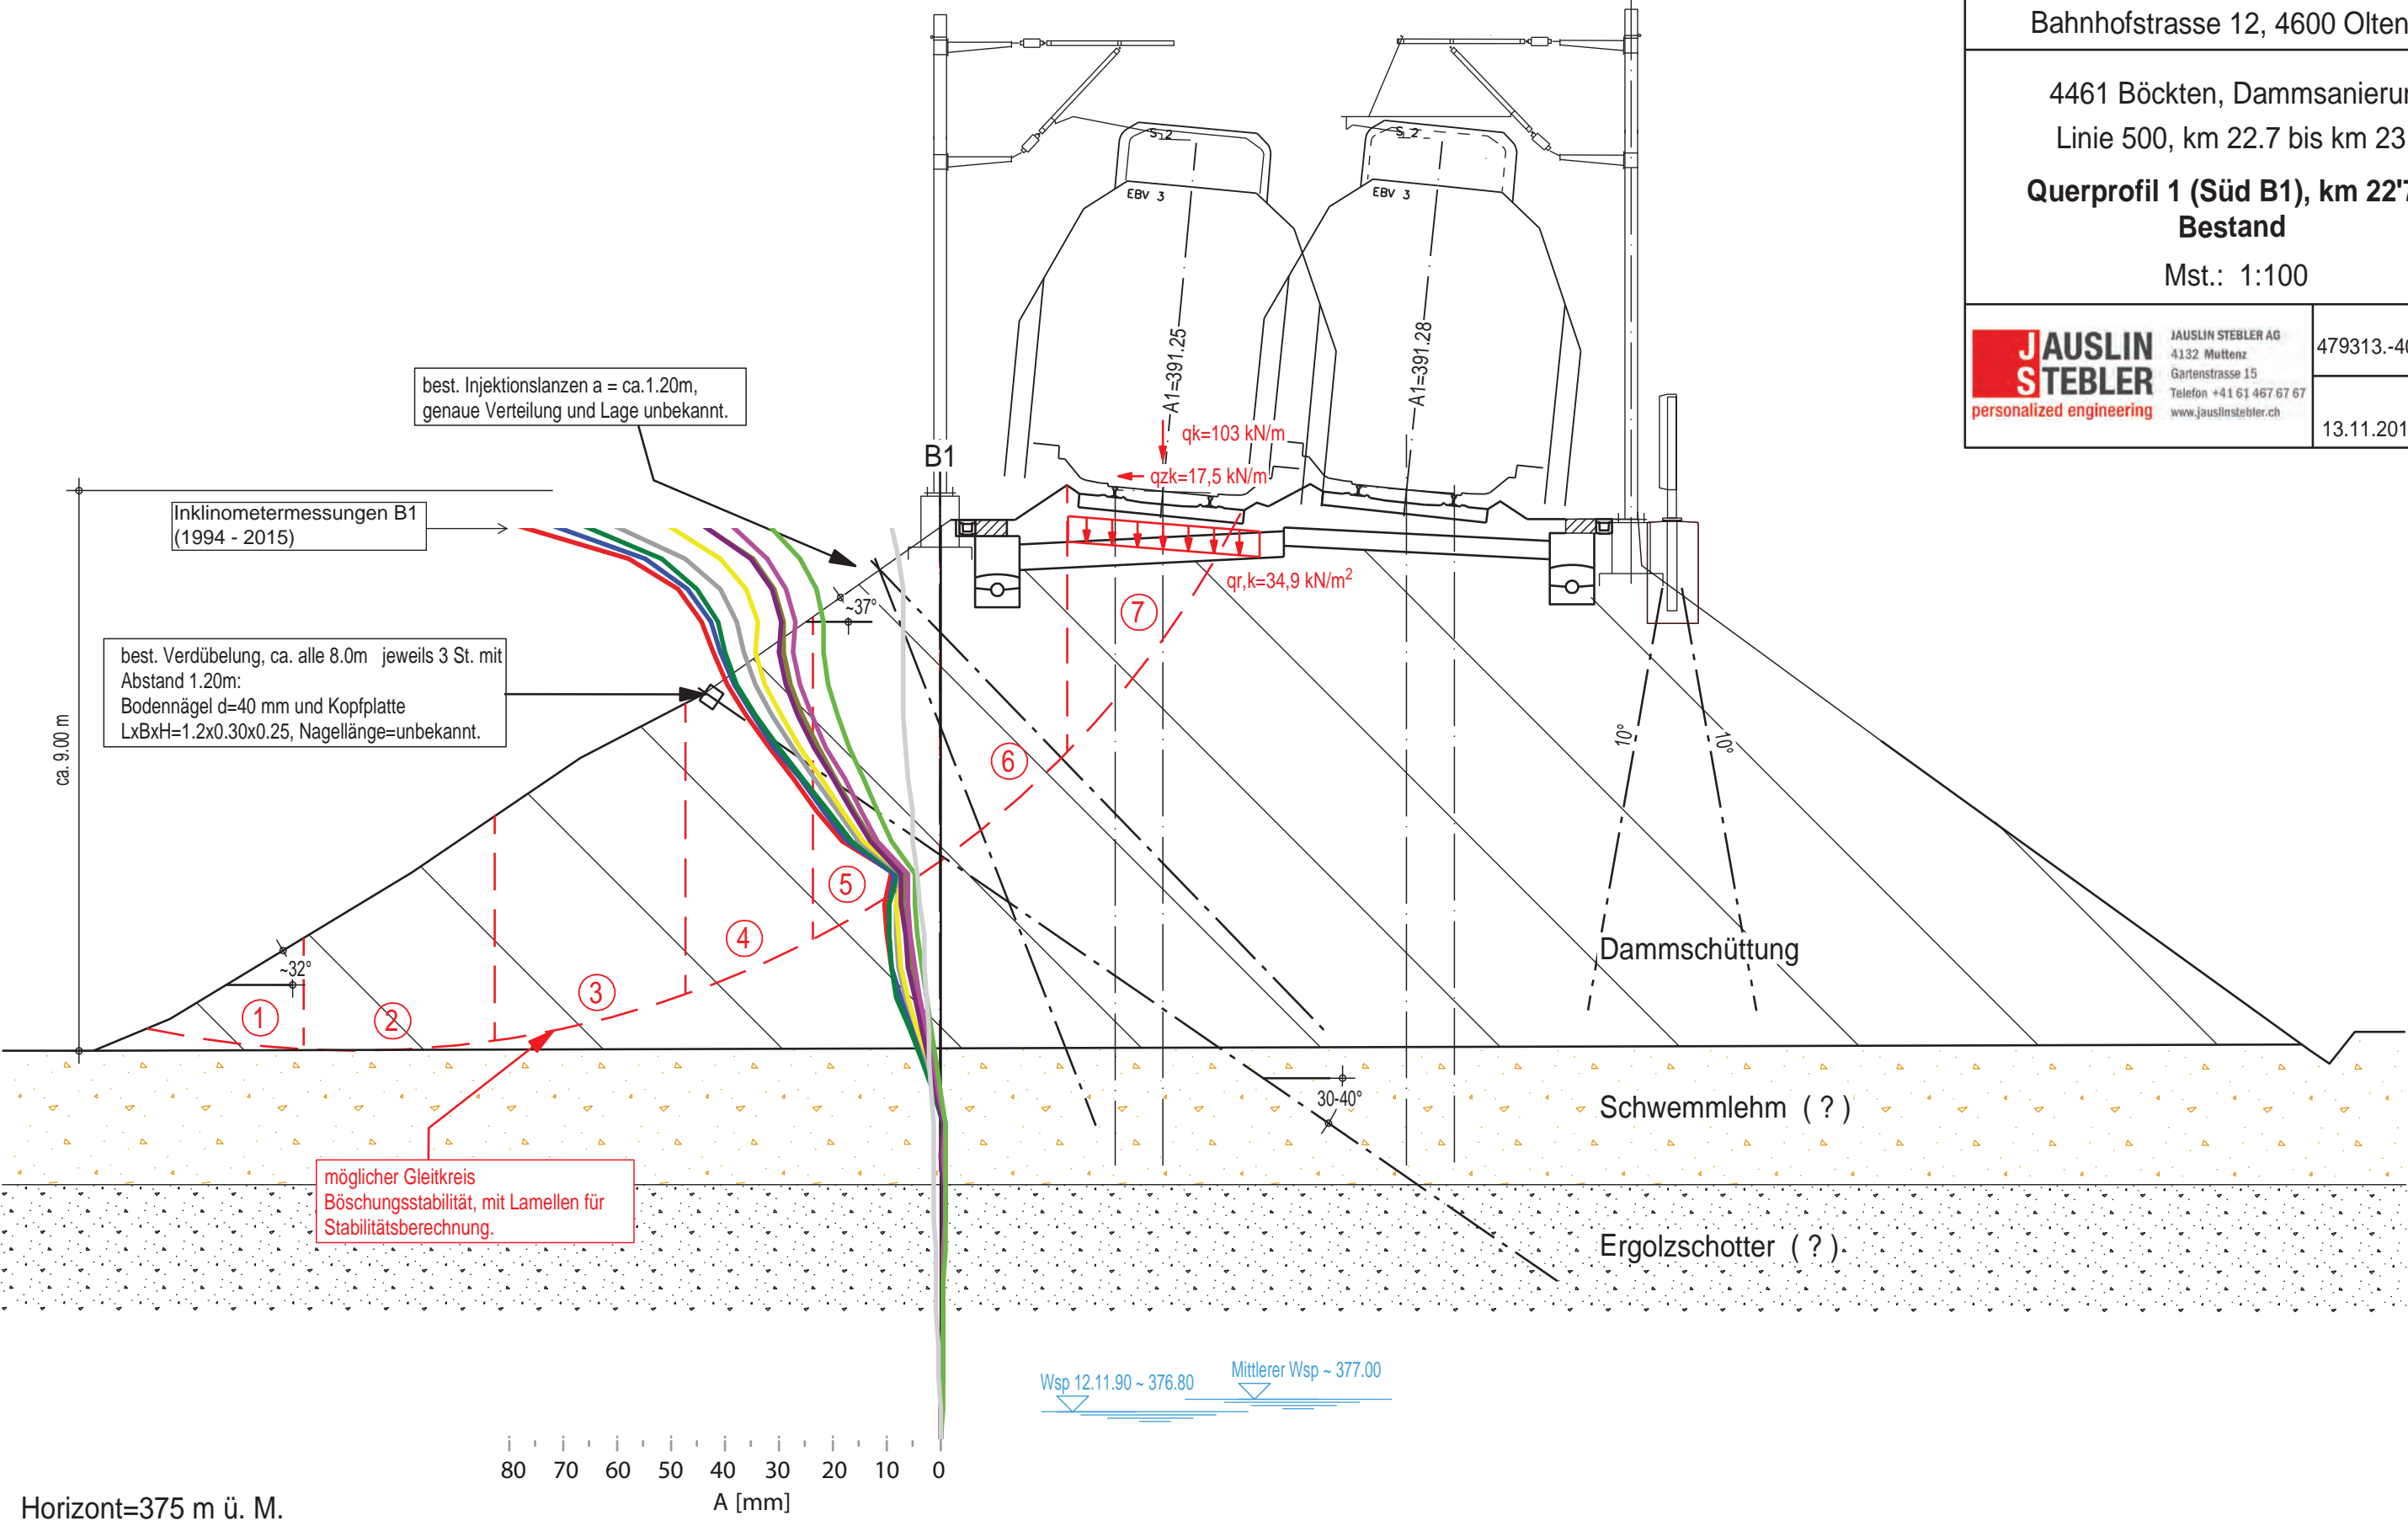 Bahnhofstrasse 12, 4600 Olten
4461 Böckten, Dammsanierun
Linie 500, km 22.7 bis km 23
Querprofil 1 (Süd B1), km 22'7
Bestand
Mst.: 1:100
JAUSLIN
STEBLER
personalized engineering
JAUSLIN STEBLER AG
4132 Muttenz
Gartenstrasse 15
Telefon +41 61 467 67 67
www.jauslinstebler.ch
479313.-40
13.11.201
S 2
S 2
EBV 3
EBV 3
A1=391.25
A1=391.28
best. Injektionslanzen a = ca.1.20m,
genaue Verteilung und Lage unbekannt.
B1
qk=103 kN/m
qzk=17,5 kN/m
qr,k=34,9 kN/m²
Inklinometermessungen B1
(1994 - 2015)
~37°
best. Verdübelung, ca. alle 8.0m jeweils 3 St. mit
Abstand 1.20m:
Bodennägel d=40 mm und Kopfplatte
LxBxH=1.2x0.30x0.25, Nagellänge=unbekannt.
ca. 9.00 m
7
6
5
4
3
2
1
10°
10°
~32°
Dammschüttung
30-40°
Schwemmlehm ( ? )
möglicher Gleitkreis
Böschungsstabilität, mit Lamellen für
Stabilitätsberechnung.
Ergolzschotter ( ? )
Wsp 12.11.90 ~ 376.80
Mittlerer Wsp ~ 377.00
80 70 60 50 40 30 20 10 0
A [mm]
Horizont=375 m ü. M.